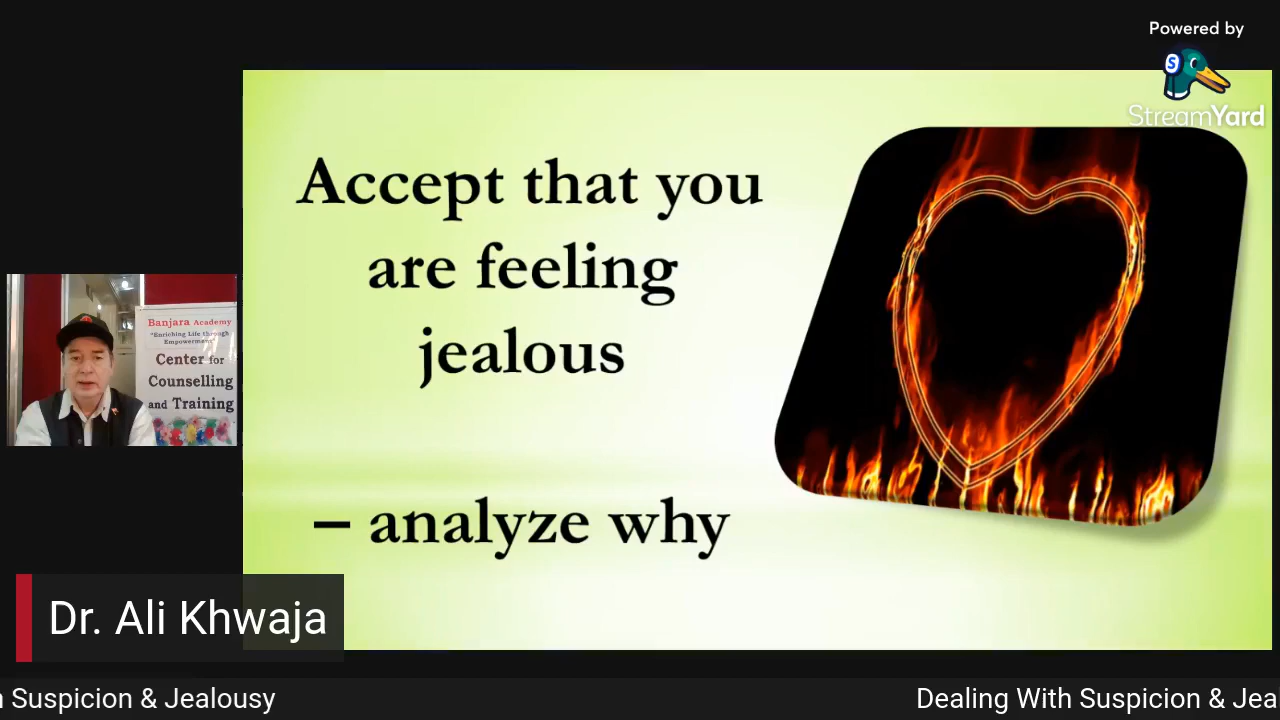 Powered by
StreamYard
Accept that you
are feeling
jealous
– analyze why
Banjara Academy
"Enriching Life through
Empowerment"
Center for
Counselling
and Training
Dr. Ali Khwaja
Suspicion & Jealousy
Dealing With Suspicion & Jea